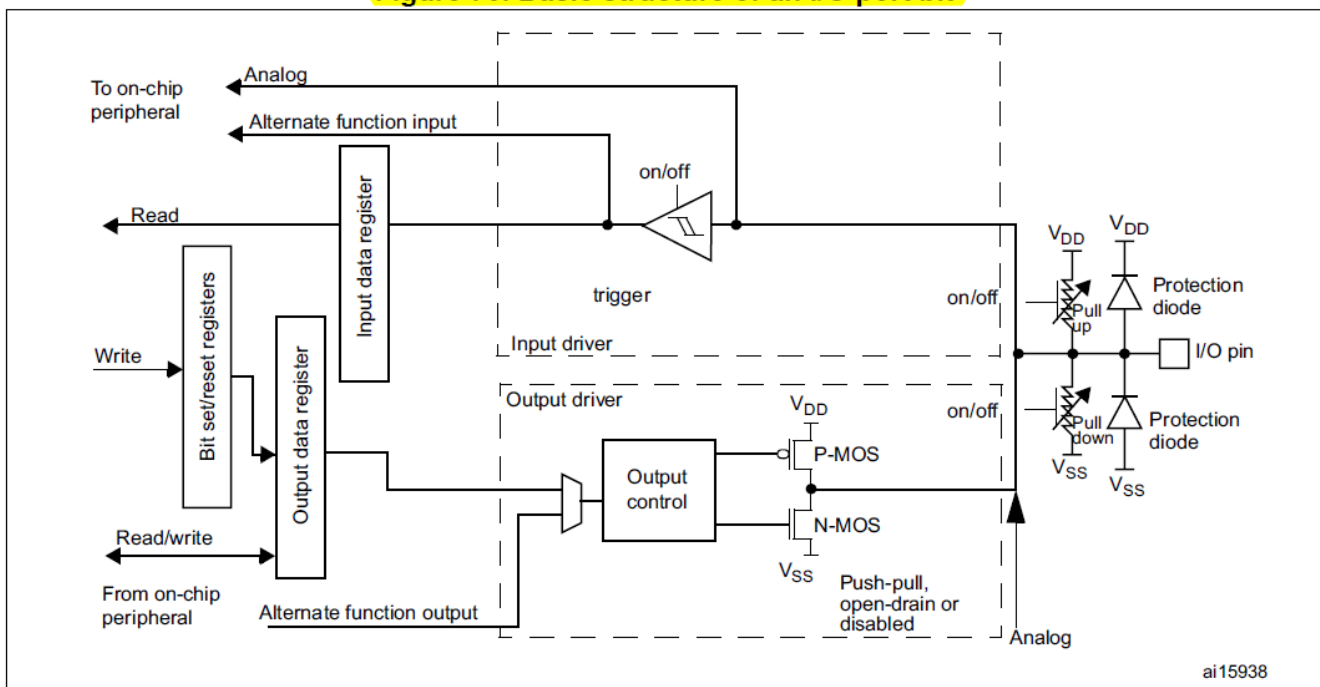 To on-chip
peripheral
Analog
Alternate function input
on/off
Read
Input data register
Bit set/reset registers
trigger
Input driver
VDD
VDD
on/off
Pull
up
Protection
diode
I/O pin
Write
Output data register
Output driver
VDD
P-MOS
Output
control
N-MOS
VSS
on/off
Pull
down
VSS
Protection
diode
VSS
Read/write
From on-chip
peripheral
Alternate function output
Push-pull,
open-drain or
disabled
Analog
ai15938